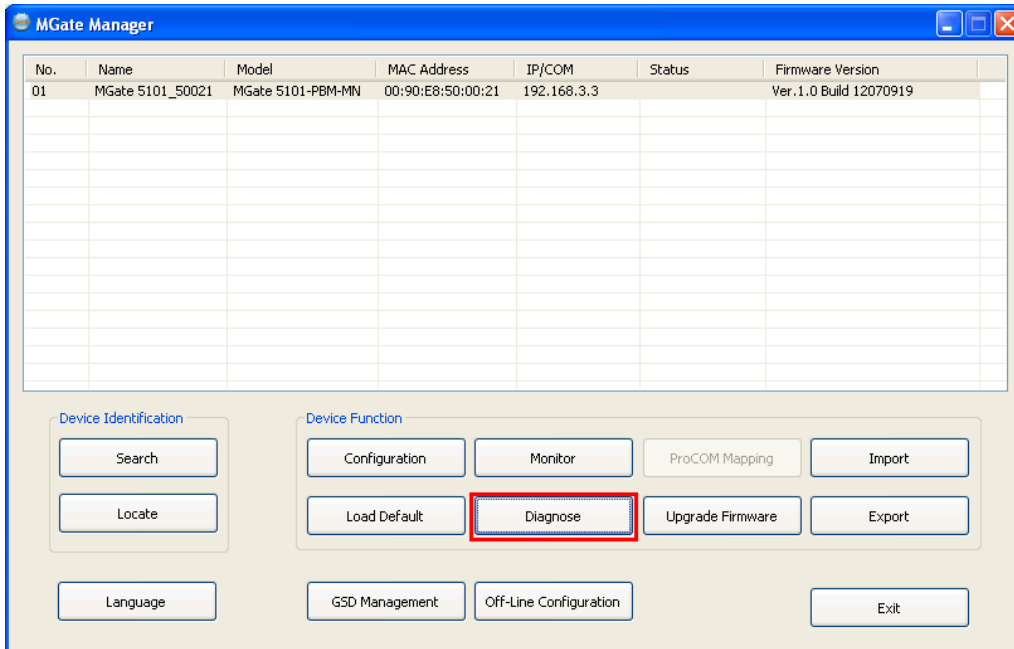 MGate Manager
No. Name Model MAC Address IP/COM Status Firmware Version
01 MGate 5101_50021 MGate 5101-PBM-MN 00:90:E8:50:00:21 192.168.3.3 Ver.1.0 Build 12070919
Device Identification Device Function
Search Configuration Monitor ProCOM Mapping Import
Locate Load Default Diagnose Upgrade Firmware Export
Language GSD Management Off-Line Configuration Exit